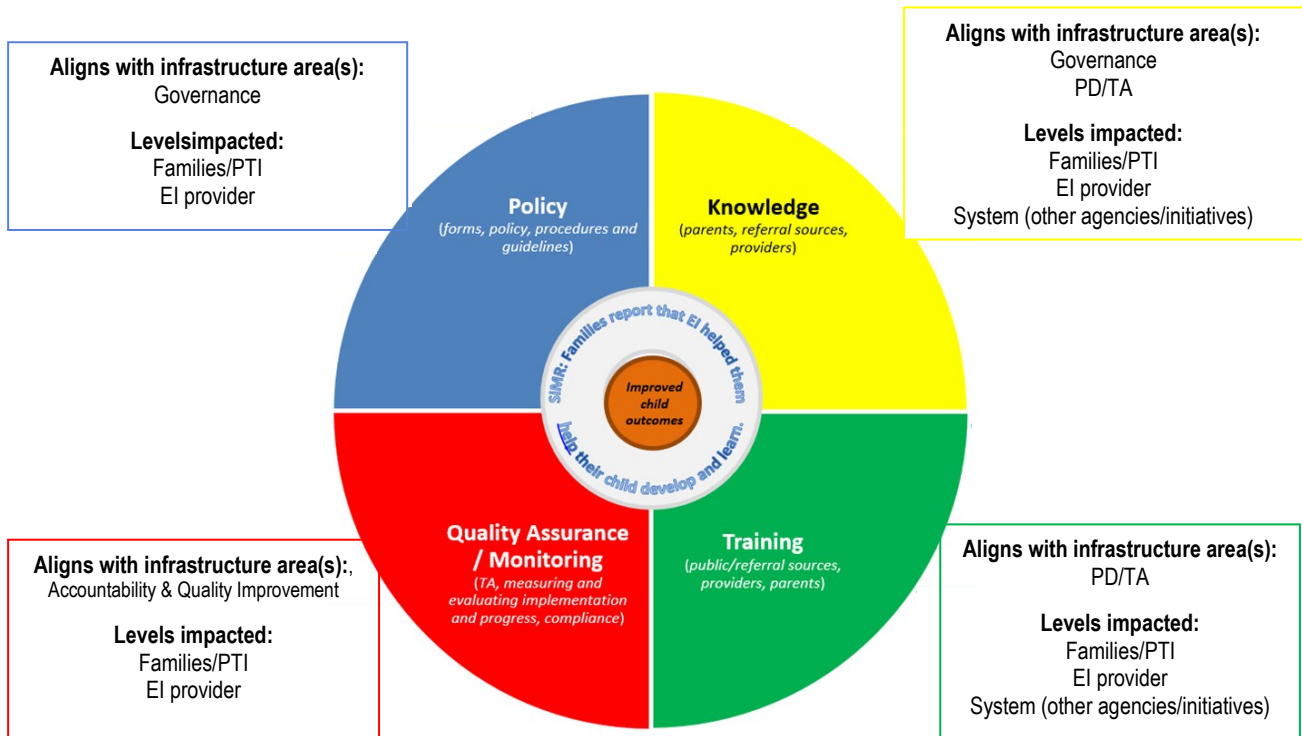 Aligns with infrastructure area(s):
Governance
Levelsimpacted:
Families/PTI
EI provider
Aligns with infrastructure area(s):
Governance
PD/TA
Levels impacted:
Families/PTI
EI provider
System (other agencies/initiatives)
Policy
(forms, policy, procedures and
guidelines)
Knowledge
(parents, referral sources,
providers)
SIMR: Families report that EI helped them
help their child develop and learn.
Improved
child
outcomes
Quality Assurance
/ Monitoring
(TA, measuring and
evaluating implementation
and progress, compliance)
Training
(public/referral sources,
providers, parents)
Aligns with infrastructure area(s):,
Accountability & Quality Improvement
Levels impacted:
Families/PTI
EI provider
Aligns with infrastructure area(s):
PD/TA
Levels impacted:
Families/PTI
EI provider
System (other agencies/initiatives)